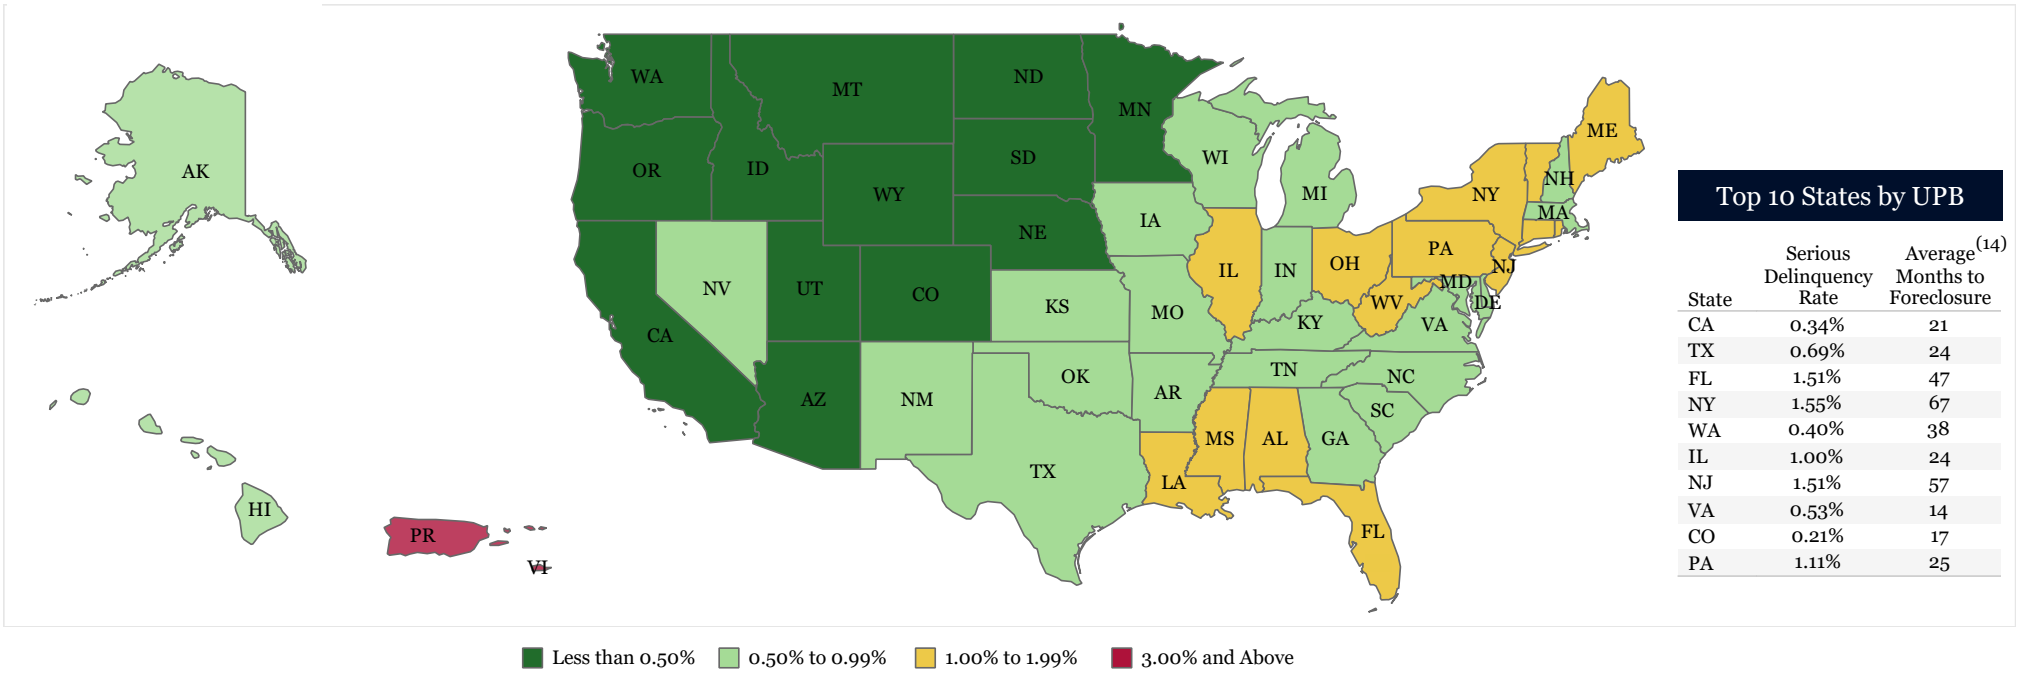 WA
MT
ND
MN
ME
OR
ID
WY
SD
WI
MI
NY
NH
MA
AK
NE
IA
PA
NJ
NV
UT
CO
IL
IN
OH
MD
DE
CA
KS
MO
KY
WV
VA
AZ
NM
OK
AR
TN
NC
SC
TX
LA
MS
AL
GA
FL
HI
PR
VI
Top 10 States by UPB
State Serious Delinquency Rate Average Months to Foreclosure (14)
CA 0.34% 21
TX 0.69% 24
FL 1.51% 47
NY 1.55% 67
WA 0.40% 38
IL 1.00% 24
NJ 1.51% 57
VA 0.53% 14
CO 0.21% 17
PA 1.11% 25
Less than 0.50% 0.50% to 0.99% 1.00% to 1.99% 3.00% and Above